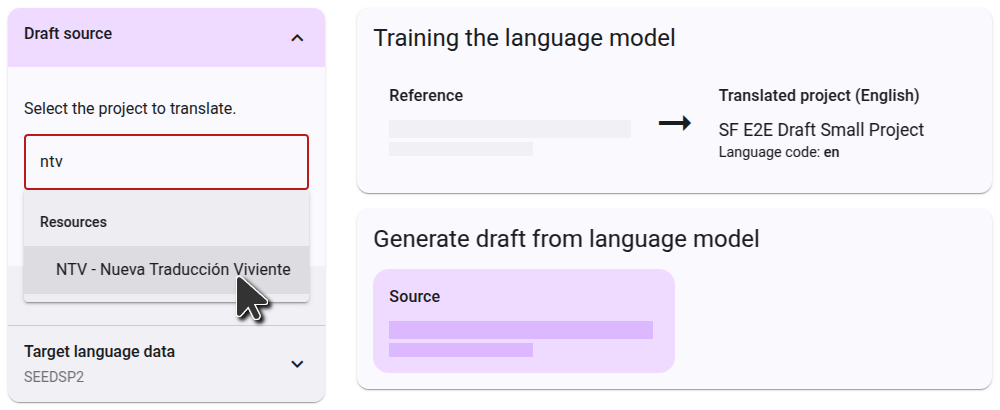 Draft source
Select the project to translate.
ntv
Resources
NTV - Nueva Traducción Viviente
Target language data
SEEDSP2
Training the language model
Reference
Translated project (English)
SF E2E Draft Small Project
Language code: en
Generate draft from language model
Source